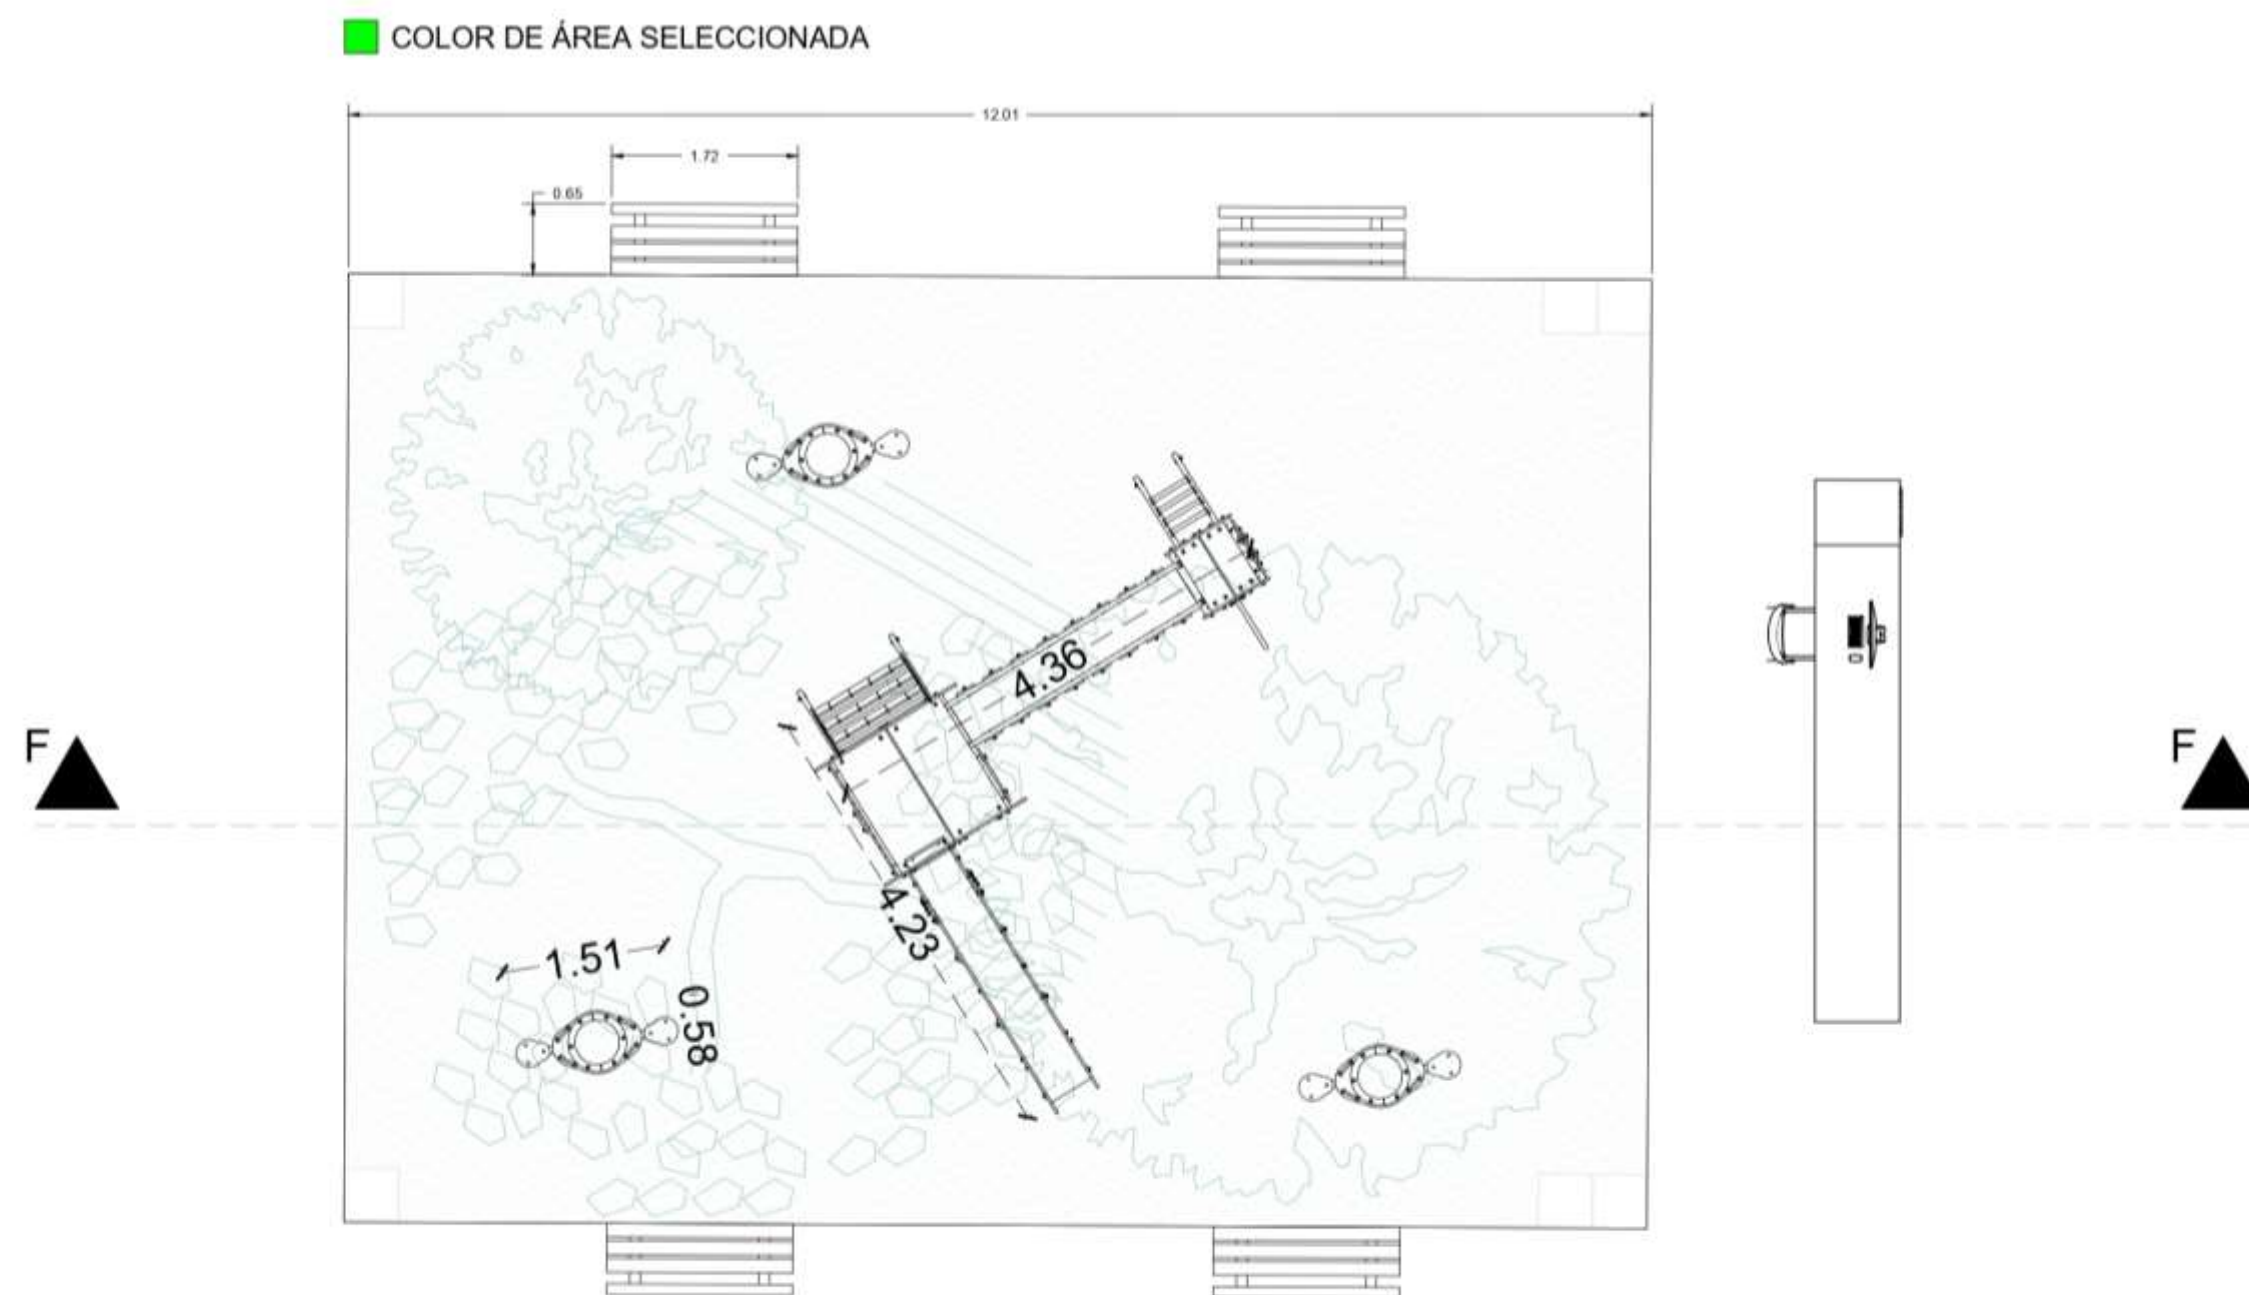 COLOR DE ÁREA SELECCIONADA
12.01
1.72
0.65
4.36
F
F
4.23
1.51
0.58